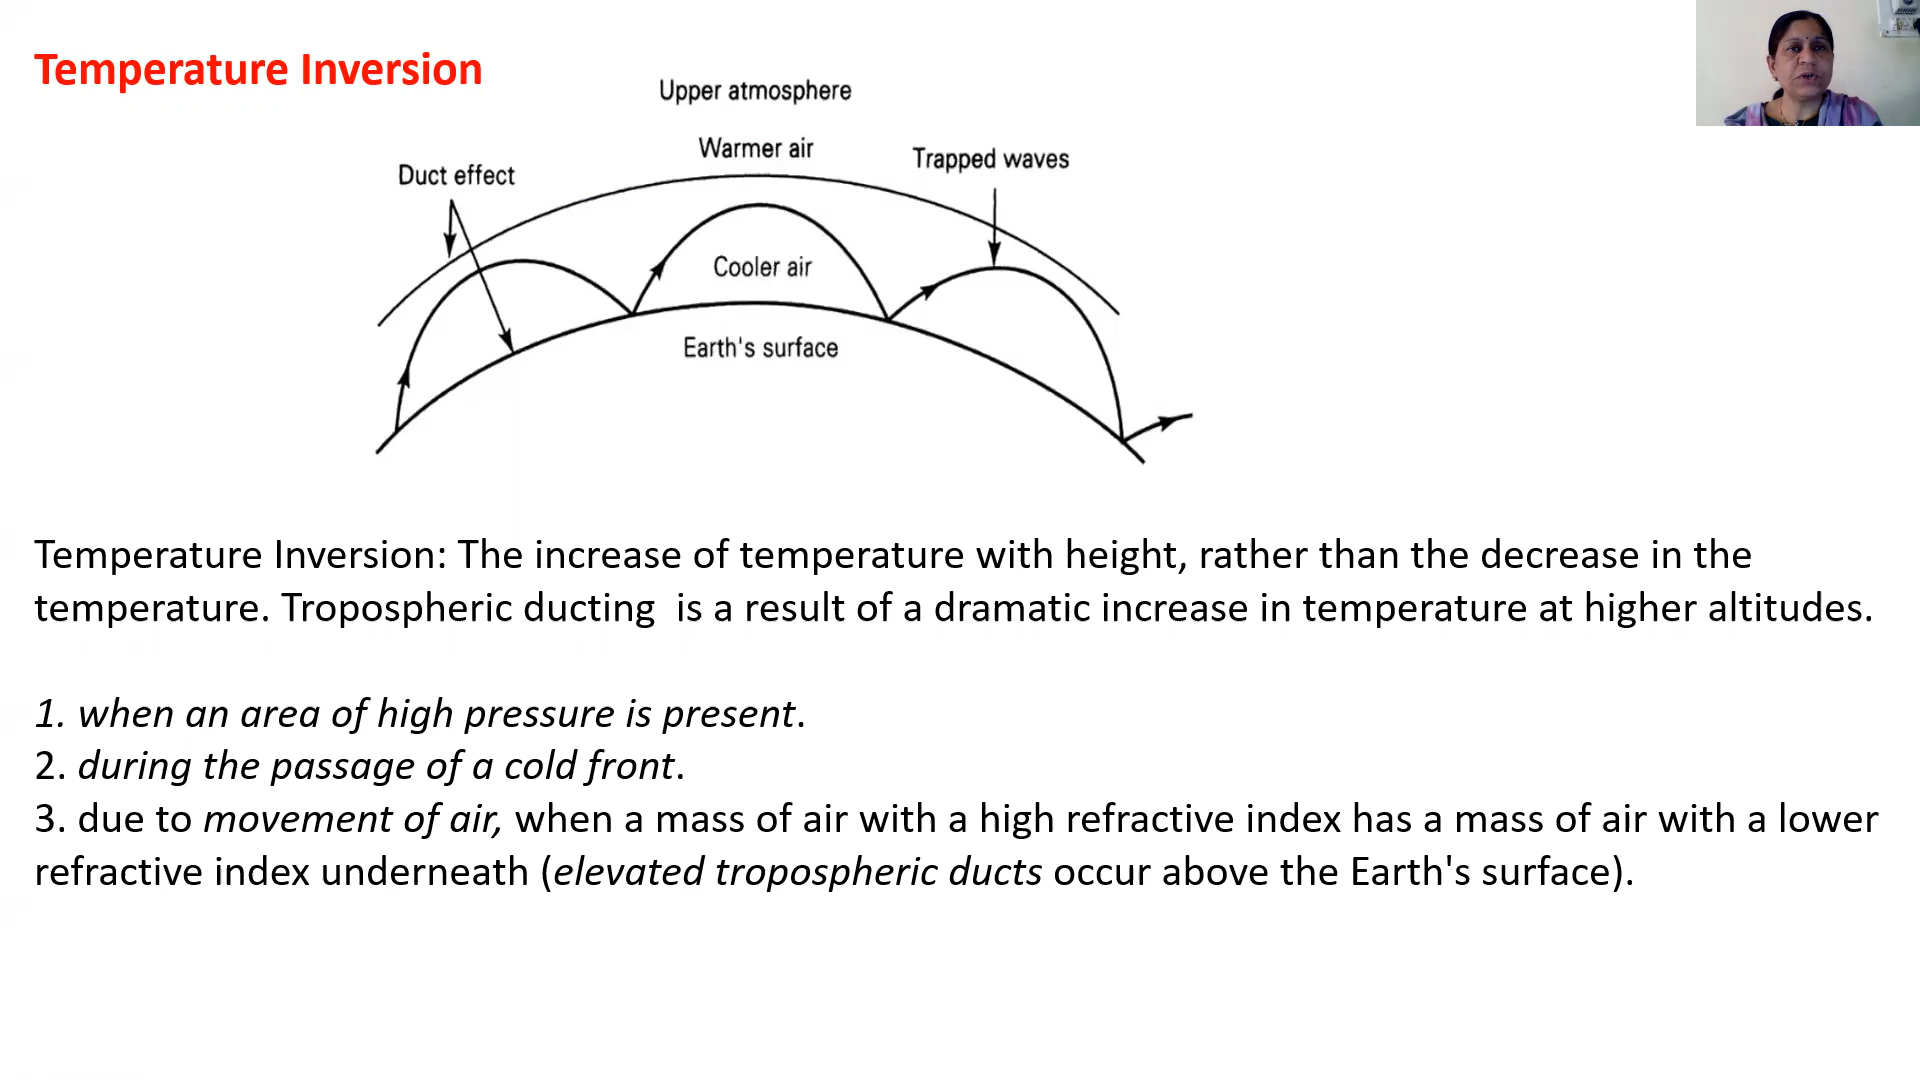 Temperature Inversion
Upper atmosphere
Warmer air
Trapped waves
Duct effect
Cooler air
Earth's surface
Temperature Inversion: The increase of temperature with height, rather than the decrease in the
temperature. Tropospheric ducting  is a result of a dramatic increase in temperature at higher altitudes.
1. when an area of high pressure is present.
2. during the passage of a cold front.
3. due to movement of air, when a mass of air with a high refractive index has a mass of air with a lower
refractive index underneath (elevated tropospheric ducts occur above the Earth's surface).